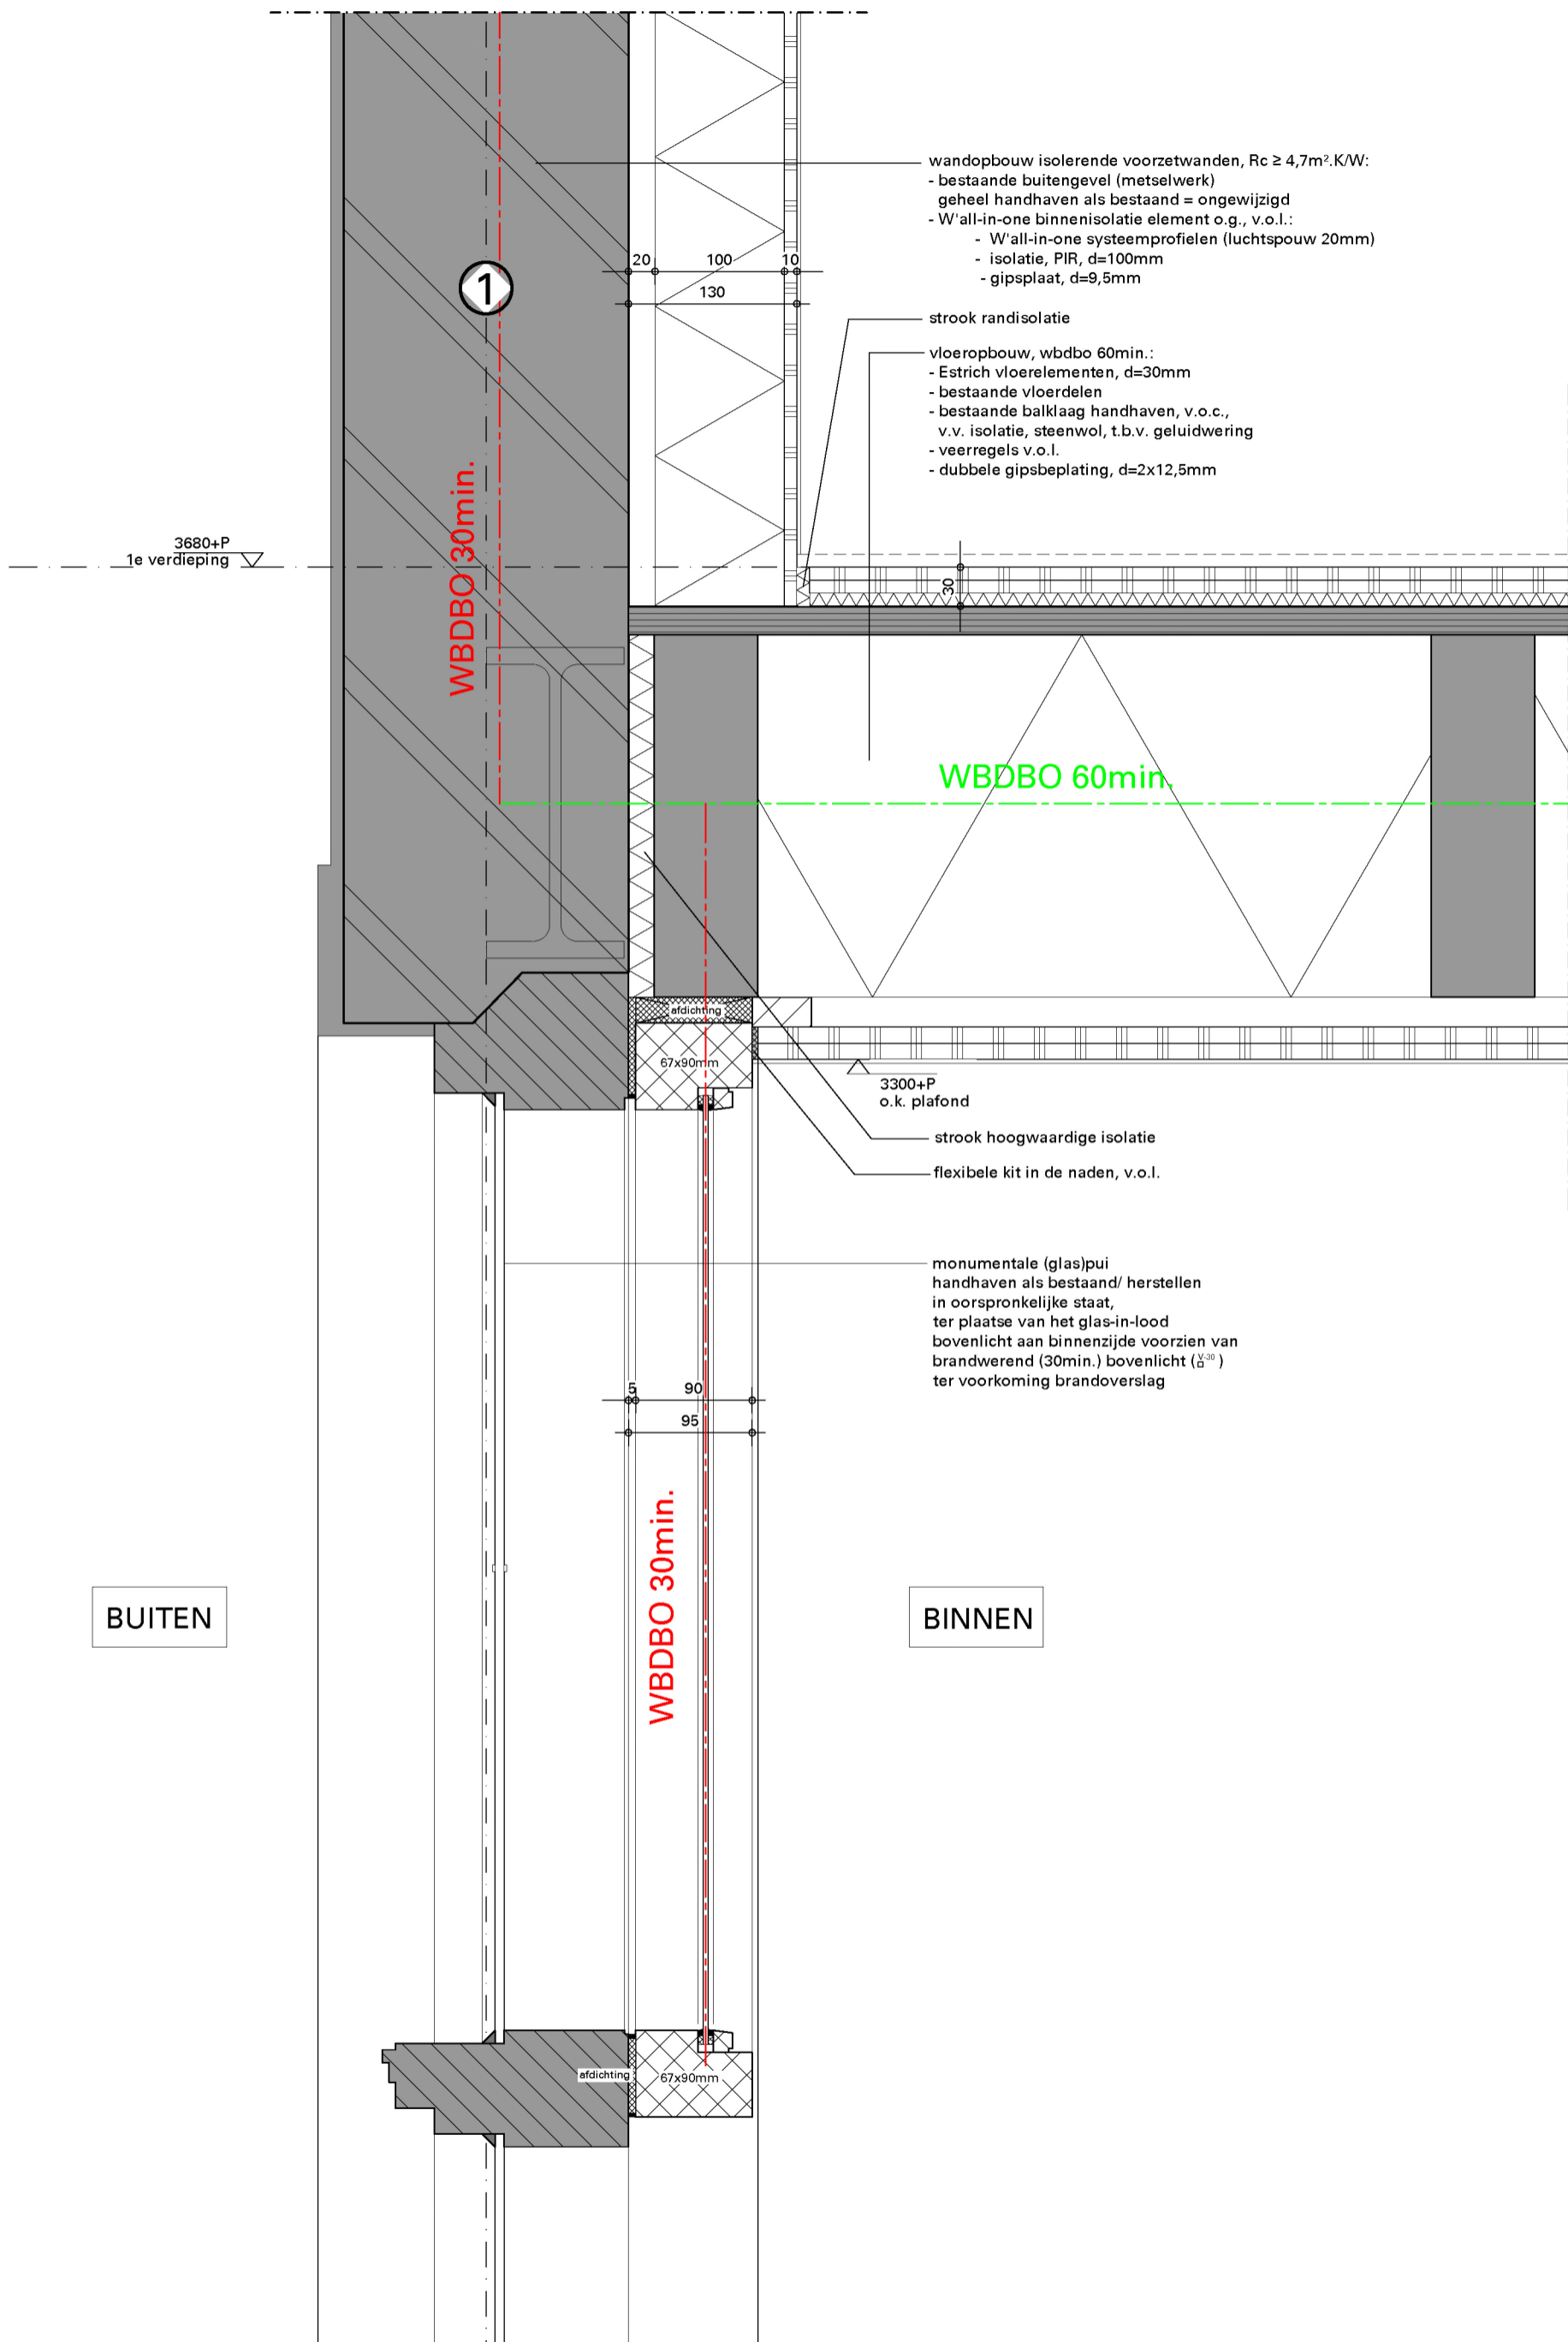 wandopbouw isolerende voorzetwanden, Rc ≥ 4,7m².K/W:
- bestaande buitengevel (metselwerk)
geheel handhaven als bestaand = ongewijzigd
- W'all-in-one binnenisolatie element o.g., v.o.l.:
- W'all-in-one systeemprofielen (luchtspouw 20mm)
- isolatie, PIR, d=100mm
- gipsplaat, d=9,5mm
20 100 10
130
1
strook randisolatie
vloeropbouw, wbdbo 60min.:
- Estrich vloerelementen, d=30mm
- bestaande vloerdelen
- bestaande balklaag handhaven, v.o.c.,
v.v. isolatie, steenwol, t.b.v. geluidwering
- veerregels v.o.l.
- dubbele gipsbeplating, d=2x12,5mm
WBDBO 30min.
3680+P
1e verdieping
30
WBDBO 60min.
afdichting
67x90mm
3300+P
o.k. plafond
strook hoogwaardige isolatie
flexibele kit in de naden, v.o.l.
monumentale (glas)pui
handhaven als bestaand/ herstellen
in oorspronkelijke staat,
ter plaatse van het glas-in-lood
bovenlicht aan binnenzijde voorzien van
brandwerend (30min.) bovenlicht (V-30)
ter voorkoming brandoverslag
5 90
95
WBDBO 30min.
BUITEN
BINNEN
afdichting
67x90mm